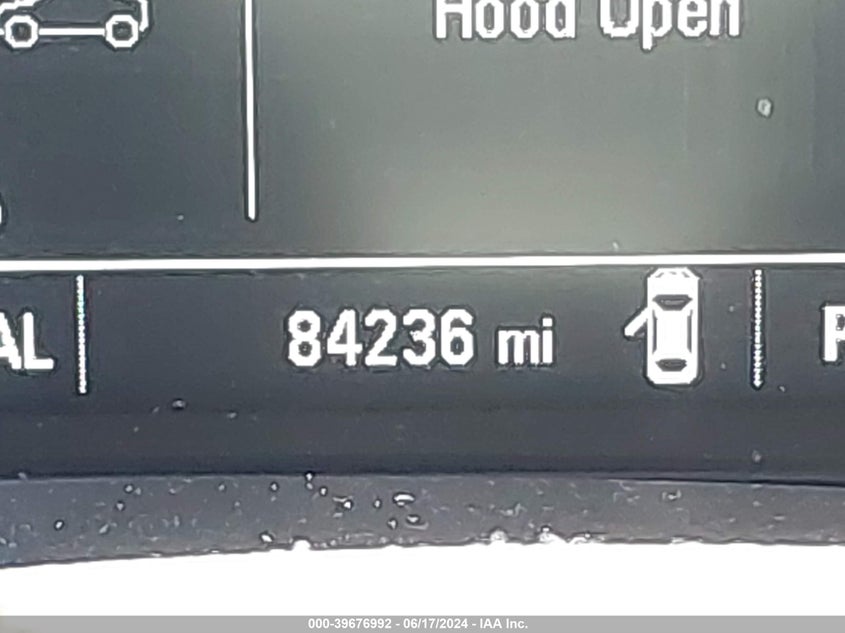 Hood Open
AL
84236 mi
P
000-39676992 - 06/17/2024 - IAA Inc.